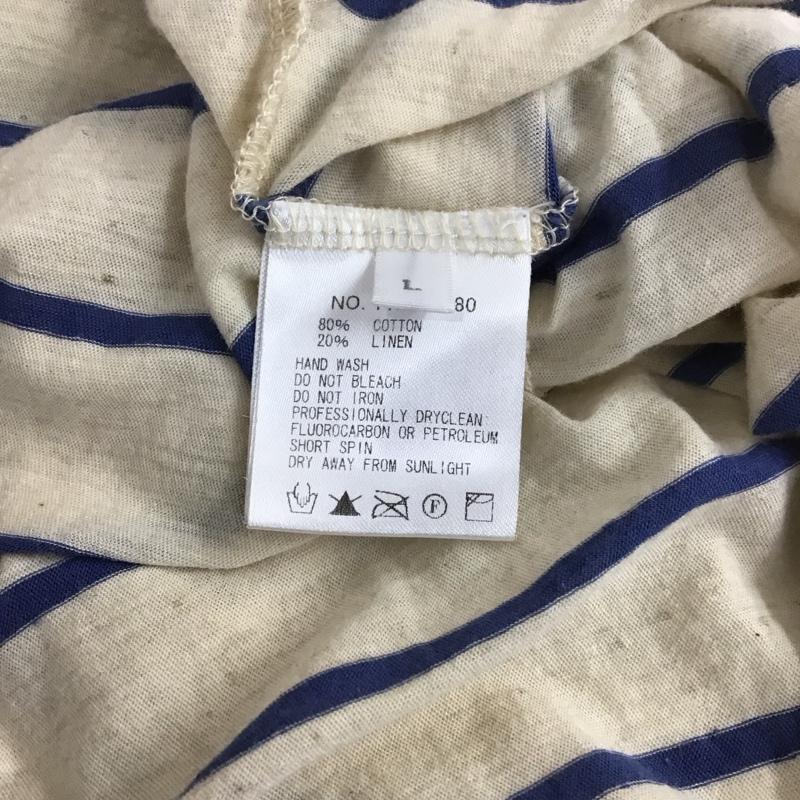 L
NO. 80
80% COTTON
20% LINEN
HAND WASH
DO NOT BLEACH
DO NOT IRON
PROFESSIONALLY DRYCLEAN
FLUOROCARBON OR PETROLEUM
SHORT SPIN
DRY AWAY FROM SUNLIGHT
F